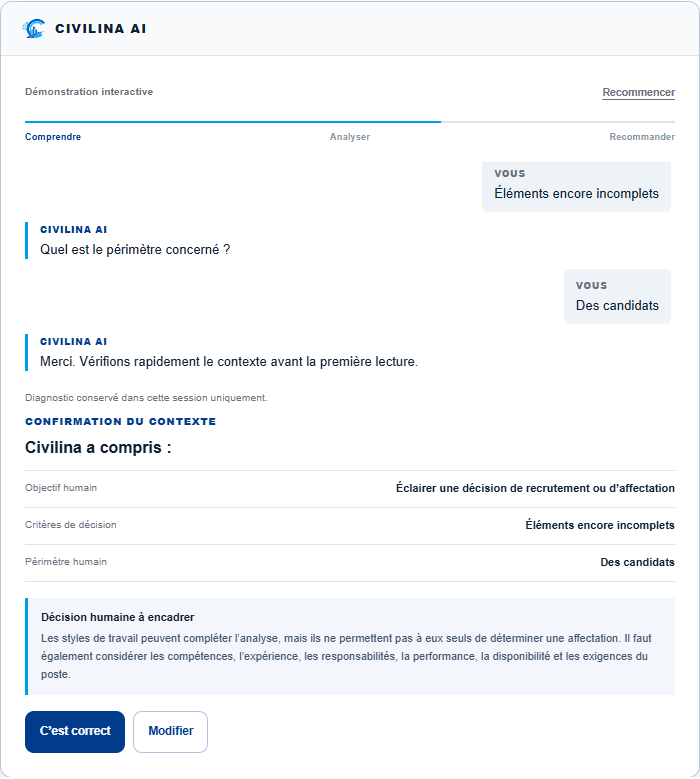 CIVILINA AI
Démonstration interactive
Recommencer
Comprendre
Analyser
Recommander
VOUS
Éléments encore incomplets
CIVILINA AI
Quel est le périmètre concerné ?
VOUS
Des candidats
CIVILINA AI
Merci. Vérifions rapidement le contexte avant la première lecture.
Diagnostic conservé dans cette session uniquement.
CONFIRMATION DU CONTEXTE
Civilina a compris :
Objectif humain
Éclairer une décision de recrutement ou d’affectation
Critères de décision
Éléments encore incomplets
Périmètre humain
Des candidats
Décision humaine à encadrer
Les styles de travail peuvent compléter l’analyse, mais ils ne permettent pas à eux seuls de déterminer une affectation. Il faut
également considérer les compétences, l’expérience, les responsabilités, la performance, la disponibilité et les exigences du
poste.
C’est correct
Modifier